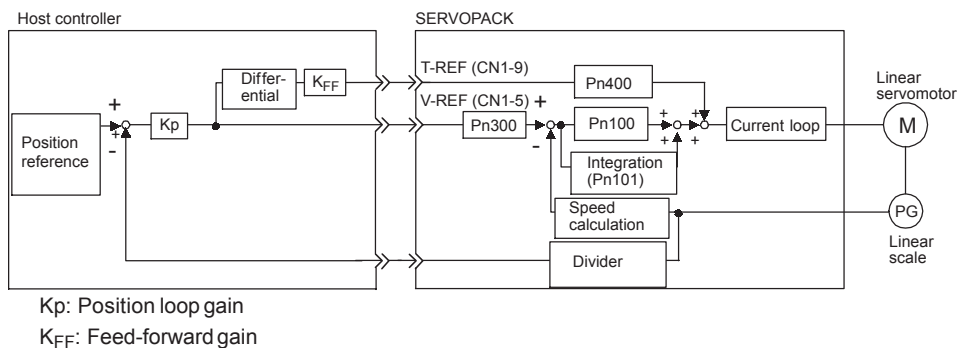 Host controller
SERVOPACK
Differ-
ential
KFF
T-REF (CN1-9)
Pn400
Linear
servomotor
Position
reference
+
+
-
Kp
V-REF (CN1-5)
+
-
Pn300
Pn100
+
+
+
+
Current loop
M
Integration
(Pn101)
Speed
calculation
PG
Linear
scale
Divider
Kp: Position loop gain
KFF: Feed-forward gain